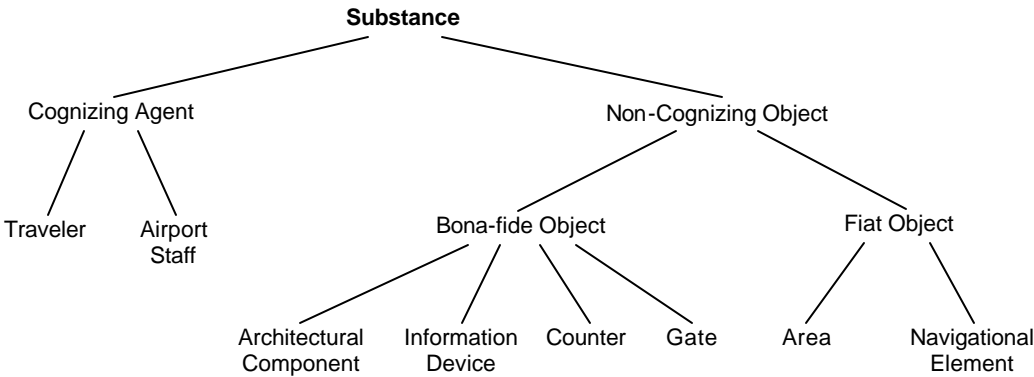 Substance
Cognizing Agent
Non-Cognizing Object
Traveler
Airport
Staff
Bona-fide Object
Fiat Object
Architectural
Component
Information
Device
Counter
Gate
Area
Navigational
Element